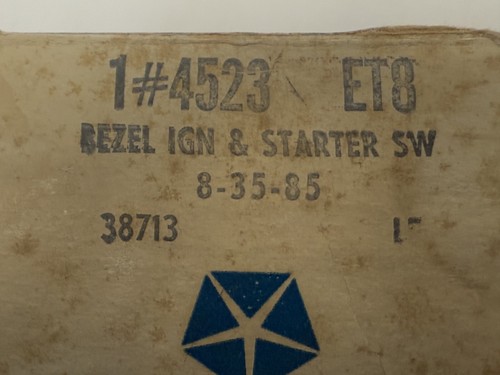 1#4523 ET8
BEZEL IGN & STARTER SW
8-35-85
38713